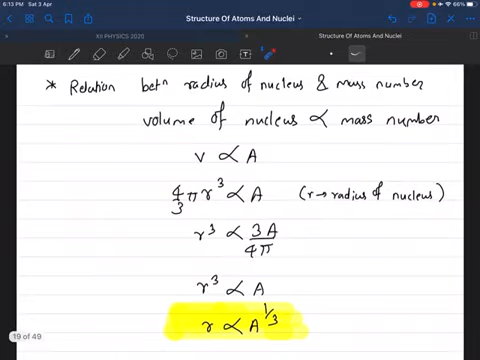 6:13 PM Sat 3 Apr
66%
Structure Of Atoms And Nuclei
XII PHYSICS 2020
Structure Of Atoms And Nuclei
* Relation betⁿ radius of nucleus & mass number
volume of nucleus ∝ mass number
v ∝ A
4/3 π r³ ∝ A (r → radius of nucleus)
r³ ∝ 3A/4π
r³ ∝ A
r ∝ A^1/3
19 of 49